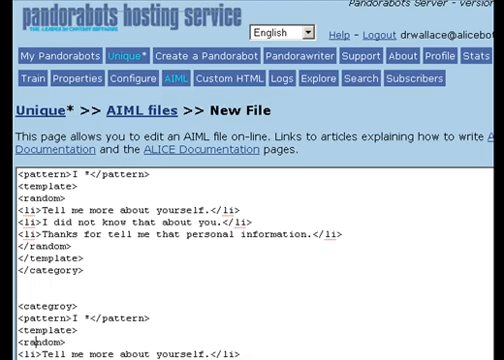 Pandorabots Server - Version
pandorabots hosting service
English
Help - Logout drwallace@alicebot
My Pandorabots Unique* Create a Pandorabot Pandorawriter Support About Profile Stats
Train Properties Configure AIML Custom HTML Logs Explore Search Subscribers
Unique* >> AIML files >> New File
This page allows you to edit an AIML file on-line. Links to articles explaining how to write A
Documentation and the ALICE Documentation pages.
<pattern>I *</pattern>
<template>
<random>
<li>Tell me more about yourself.</li>
<li>I did not know that about you.</li>
<li>Thanks for tell me that personal information.</li>
</random>
</template>
</category>
<categroy>
<pattern>I *</pattern>
<template>
<random>
<li>Tell me more about yourself.</li>